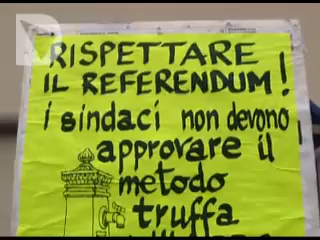 RISPETTARE
IL REFERENDUM!
i sindaci non devono
approvare il
metodo
truffa